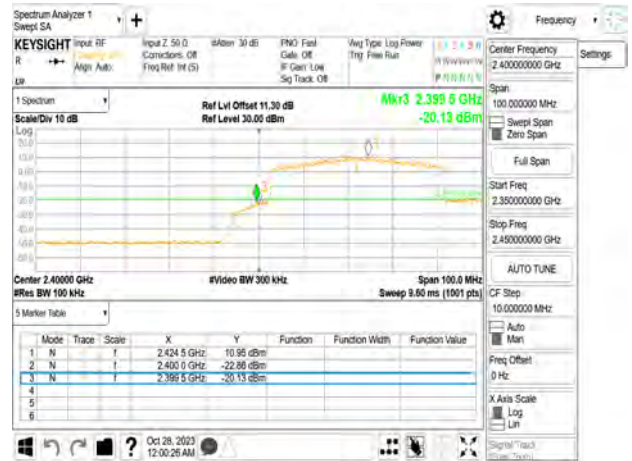 Spectrum Analyzer 1
Swept SA
Frequency
KEYSIGHT
Input: RF
Input Z: 50 Ω
#Atten: 30 dB
PNO: Fast
Avg Type: Log-Power
R
Corrections: Off
Gate: Off
Trig: Free Run
Align: Auto
Freq Ref: Int (S)
IF Gain: Low
Sig Track: Off
1 Spectrum
Ref Lvl Offset 11.30 dB
Mkr3 2.399 5 GHz
Scale/Div 10 dB
Ref Level 30.00 dBm
-20.13 dBm
Log
Center 2.40000 GHz
#Video BW 300 kHz
Span 100.0 MHz
#Res BW 100 kHz
Sweep 9.60 ms (1001 pts)
5 Marker Table
Mode Trace Scale X Y Function Function Width Function Value
1 N f 2.424 5 GHz 10.95 dBm
2 N f 2.400 0 GHz -22.86 dBm
3 N f 2.399 5 GHz -20.13 dBm
4
5
6
Oct 28, 2023
12:00:26 AM
Settings
Center Frequency
2.400000000 GHz
Span
100.000000 MHz
Swept Span
Zero Span
Full Span
Start Freq
2.350000000 GHz
Stop Freq
2.450000000 GHz
AUTO TUNE
CF Step
10.000000 MHz
Auto
Man
Freq Offset
0 Hz
X Axis Scale
Log
Lin
Signal Track